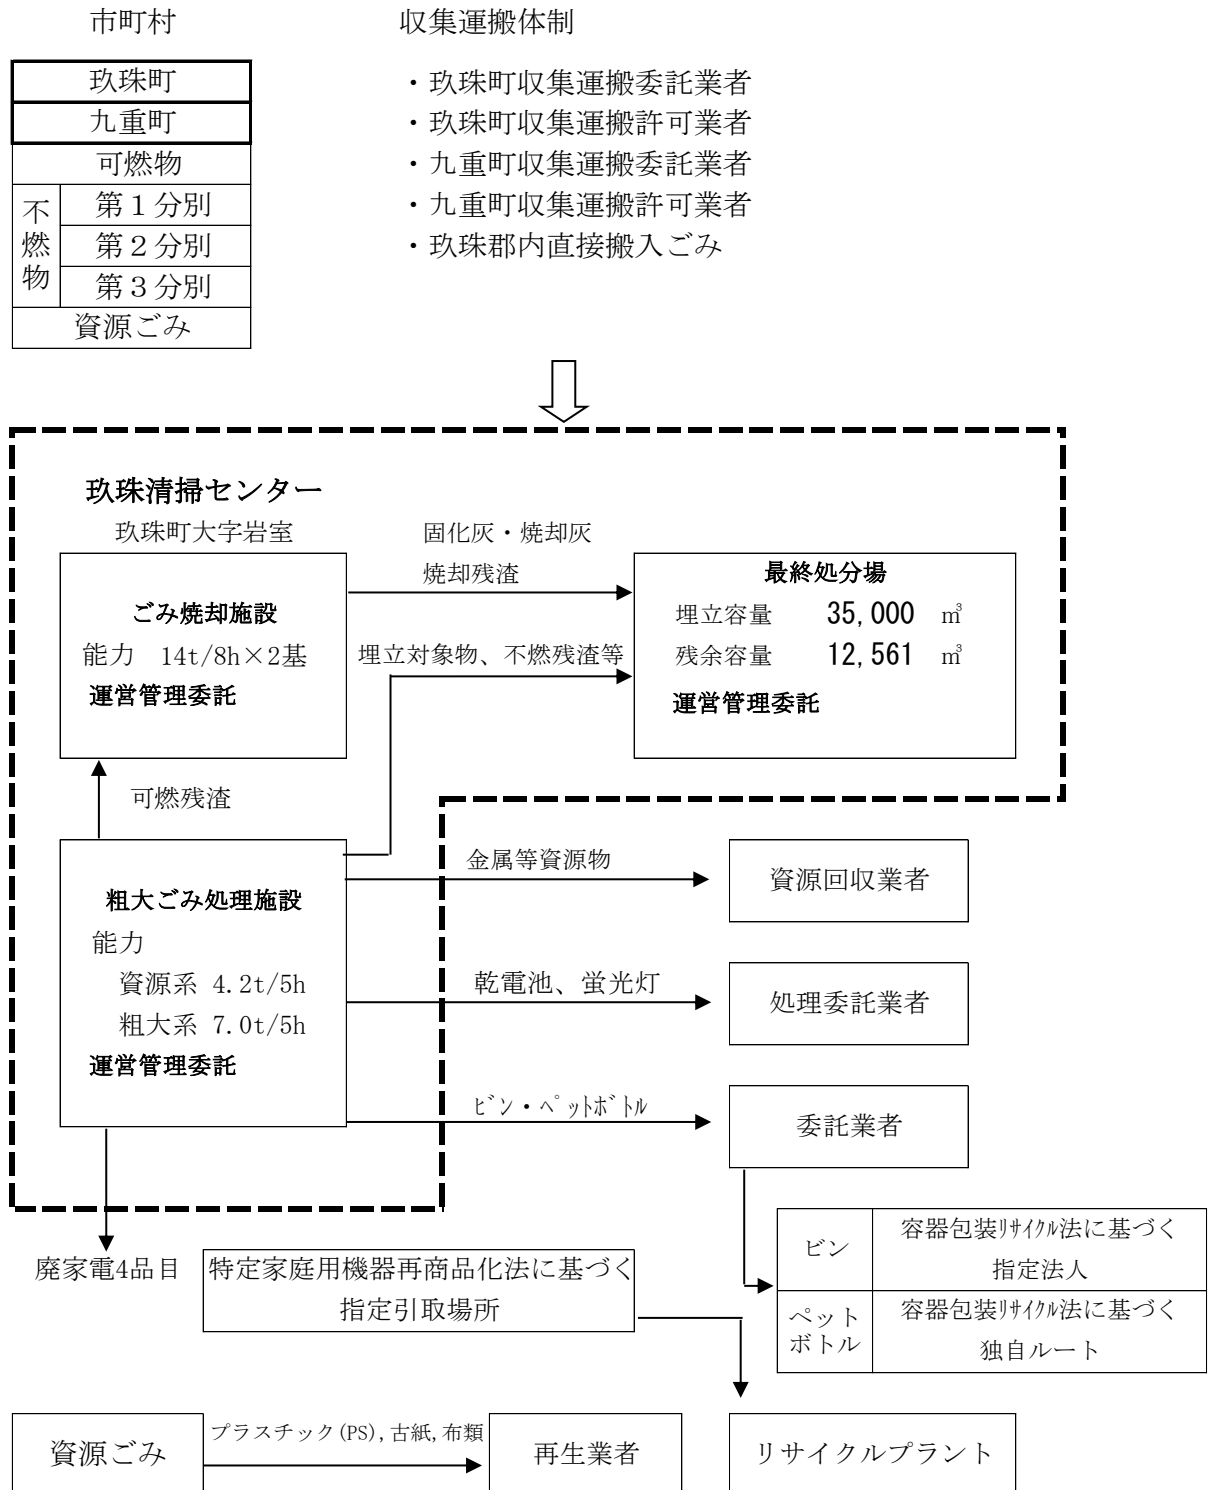 市町村
収集運搬体制
玖珠町
九重町
可燃物
不燃物
第１分別
第２分別
第３分別
資源ごみ
・玖珠町収集運搬委託業者
・玖珠町収集運搬許可業者
・九重町収集運搬委託業者
・九重町収集運搬許可業者
・玖珠郡内直接搬入ごみ
玖珠清掃センター
玖珠町大字岩室
ごみ焼却施設
能力　14t/8h×2基
運営管理委託
固化灰・焼却灰
焼却残渣
埋立対象物、不燃残渣等
最終処分場
埋立容量　35,000　㎥
残余容量　12,561　㎥
運営管理委託
可燃残渣
粗大ごみ処理施設
能力
資源系 4.2t/5h
粗大系 7.0t/5h
運営管理委託
金属等資源物
資源回収業者
乾電池、蛍光灯
処理委託業者
ﾋﾞﾝ・ﾍﾟｯﾄﾎﾞﾄﾙ
委託業者
ビン
容器包装ﾘｻｲｸﾙ法に基づく
指定法人
ペット
ボトル
容器包装ﾘｻｲｸﾙ法に基づく
独自ルート
廃家電4品目
特定家庭用機器再商品化法に基づく
指定引取場所
資源ごみ
プラスチック(PS),古紙,布類
再生業者
リサイクルプラント